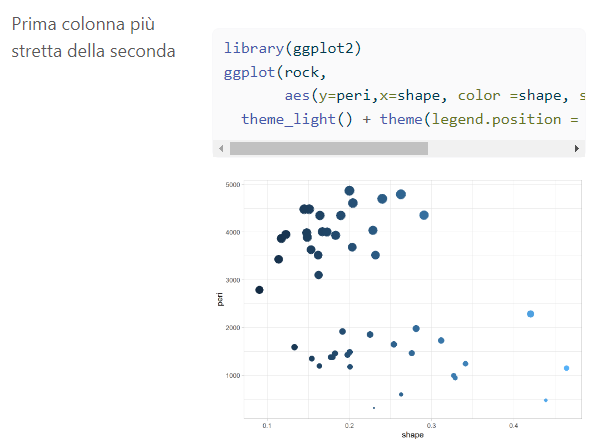 Prima colonna più
stretta della seconda
library(ggplot2)
ggplot(rock,
aes(y=peri,x=shape, color =shape, s
theme_light() + theme(legend.position =
5000
4000
3000
2000
1000
peri
0.1 0.2 0.3 0.4
shape